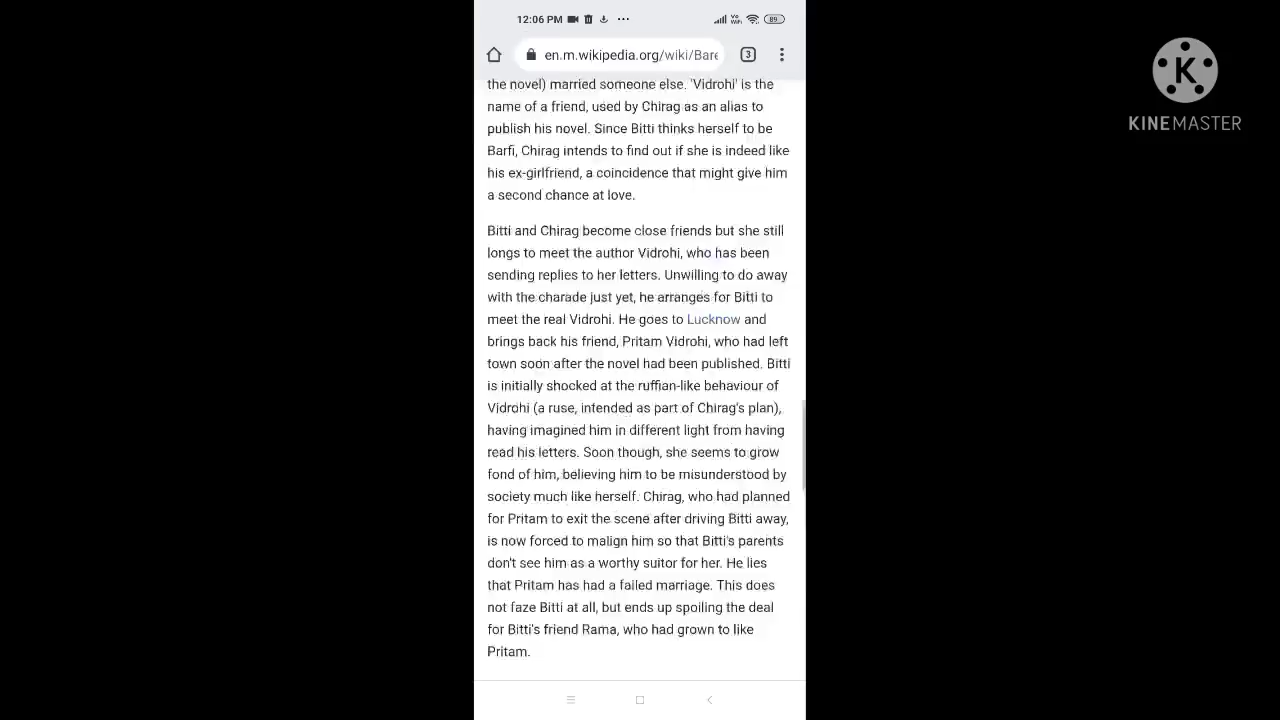 12:06 PM
Vo
WiFi
89
en.m.wikipedia.org/wiki/Bare
3
the novel) married someone else. 'Vidrohi' is the
name of a friend, used by Chirag as an alias to
publish his novel. Since Bitti thinks herself to be
Barfi, Chirag intends to find out if she is indeed like
his ex-girlfriend, a coincidence that might give him
a second chance at love.
Bitti and Chirag become close friends but she still
longs to meet the author Vidrohi, who has been
sending replies to her letters. Unwilling to do away
with the charade just yet, he arranges for Bitti to
meet the real Vidrohi. He goes to Lucknow and
brings back his friend, Pritam Vidrohi, who had left
town soon after the novel had been published. Bitti
is initially shocked at the ruffian-like behaviour of
Vidrohi (a ruse, intended as part of Chirag's plan),
having imagined him in different light from having
read his letters. Soon though, she seems to grow
fond of him, believing him to be misunderstood by
society much like herself. Chirag, who had planned
for Pritam to exit the scene after driving Bitti away,
is now forced to malign him so that Bitti's parents
don't see him as a worthy suitor for her. He lies
that Pritam has had a failed marriage. This does
not faze Bitti at all, but ends up spoiling the deal
for Bitti's friend Rama, who had grown to like
Pritam.
K
KINEMASTER